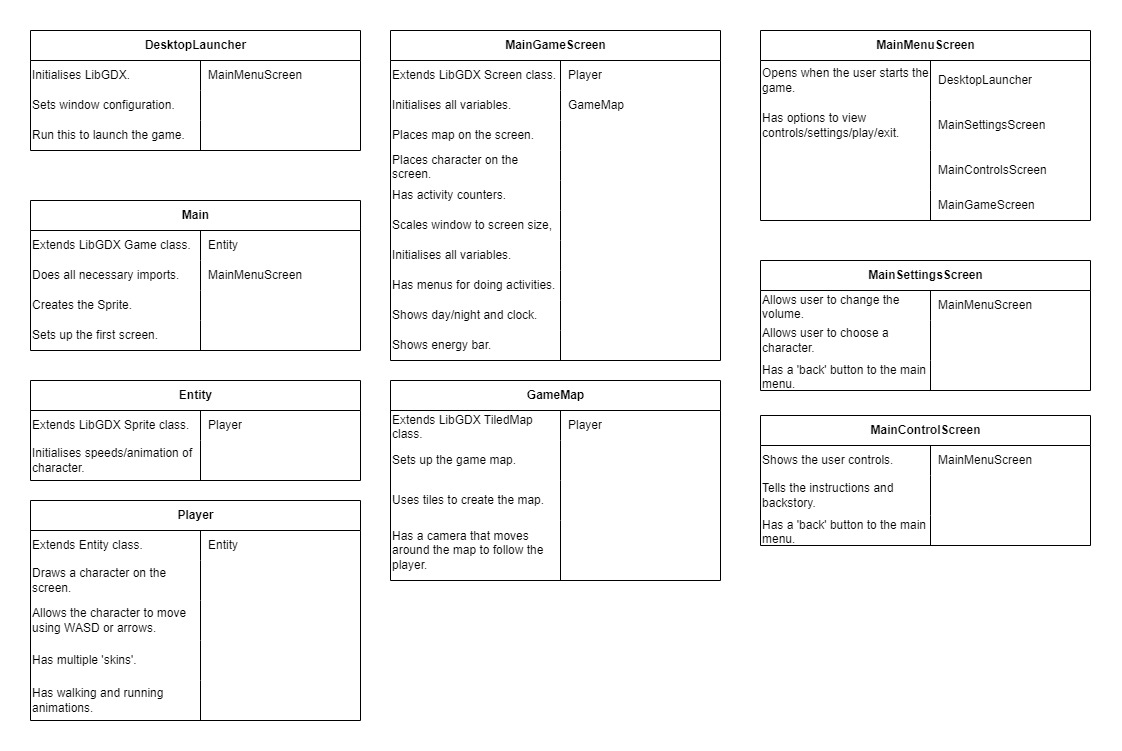 DesktopLauncher
Initialises LibGDX.
MainMenuScreen
Sets window configuration.
Run this to launch the game.
Main
Extends LibGDX Game class.
Entity
Does all necessary imports.
MainMenuScreen
Creates the Sprite.
Sets up the first screen.
Entity
Extends LibGDX Sprite class.
Player
Initialises speeds/animation of
character.
Player
Extends Entity class.
Entity
Draws a character on the
screen.
Allows the character to move
using WASD or arrows.
Has multiple 'skins'.
Has walking and running
animations.
MainGameScreen
Extends LibGDX Screen class.
Player
Initialises all variables.
GameMap
Places map on the screen.
Places character on the
screen.
Has activity counters.
Scales window to screen size,
Initialises all variables.
Has menus for doing activities.
Shows day/night and clock.
Shows energy bar.
GameMap
Extends LibGDX TiledMap
class.
Player
Sets up the game map.
Uses tiles to create the map.
Has a camera that moves
around the map to follow the
player.
MainMenuScreen
Opens when the user starts the
game.
DesktopLauncher
Has options to view
controls/settings/play/exit.
MainSettingsScreen
MainControlsScreen
MainGameScreen
MainSettingsScreen
Allows user to change the
volume.
MainMenuScreen
Allows user to choose a
character.
Has a 'back' button to the main
menu.
MainControlScreen
Shows the user controls.
MainMenuScreen
Tells the instructions and
backstory.
Has a 'back' button to the main
menu.